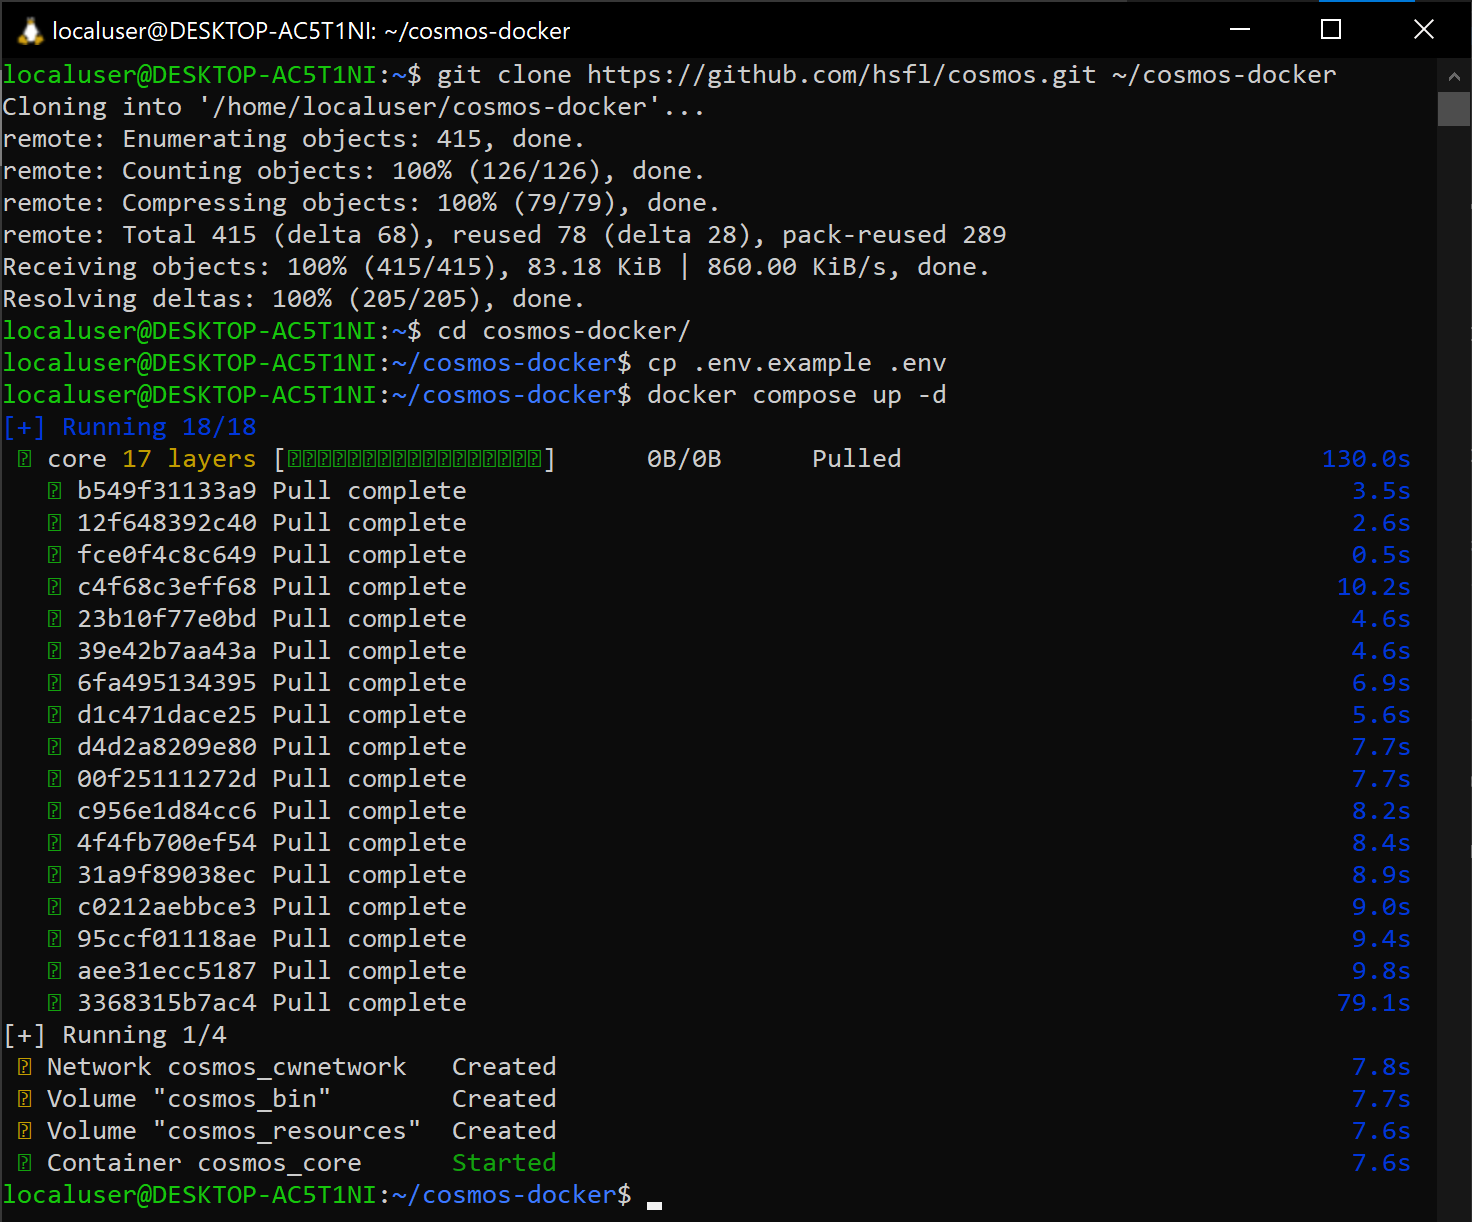 localuser@DESKTOP-AC5T1NI: ~/cosmos-docker
localuser@DESKTOP-AC5T1NI:~$ git clone https://github.com/hsfl/cosmos.git ~/cosmos-docker
Cloning into '/home/localuser/cosmos-docker'...
remote: Enumerating objects: 415, done.
remote: Counting objects: 100% (126/126), done.
remote: Compressing objects: 100% (79/79), done.
remote: Total 415 (delta 68), reused 78 (delta 28), pack-reused 289
Receiving objects: 100% (415/415), 83.18 KiB | 860.00 KiB/s, done.
Resolving deltas: 100% (205/205), done.
localuser@DESKTOP-AC5T1NI:~$ cd cosmos-docker/
localuser@DESKTOP-AC5T1NI:~/cosmos-docker$ cp .env.example .env
localuser@DESKTOP-AC5T1NI:~/cosmos-docker$ docker compose up -d
[+] Running 18/18
⍰ core 17 layers [⍰⍰⍰⍰⍰⍰⍰⍰⍰⍰⍰⍰⍰⍰⍰⍰⍰] 0B/0B Pulled 130.0s
⍰ b549f31133a9 Pull complete 3.5s
⍰ 12f648392c40 Pull complete 2.6s
⍰ fce0f4c8c649 Pull complete 0.5s
⍰ c4f68c3eff68 Pull complete 10.2s
⍰ 23b10f77e0bd Pull complete 4.6s
⍰ 39e42b7aa43a Pull complete 4.6s
⍰ 6fa495134395 Pull complete 6.9s
⍰ d1c471dace25 Pull complete 5.6s
⍰ d4d2a8209e80 Pull complete 7.7s
⍰ 00f25111272d Pull complete 7.7s
⍰ c956e1d84cc6 Pull complete 8.2s
⍰ 4f4fb700ef54 Pull complete 8.4s
⍰ 31a9f89038ec Pull complete 8.9s
⍰ c0212aebbce3 Pull complete 9.0s
⍰ 95ccf01118ae Pull complete 9.4s
⍰ aee31ecc5187 Pull complete 9.8s
⍰ 3368315b7ac4 Pull complete 79.1s
[+] Running 1/4
⍰ Network cosmos_cwnetwork Created 7.8s
⍰ Volume "cosmos_bin" Created 7.7s
⍰ Volume "cosmos_resources" Created 7.6s
⍰ Container cosmos_core Started 7.6s
localuser@DESKTOP-AC5T1NI:~/cosmos-docker$